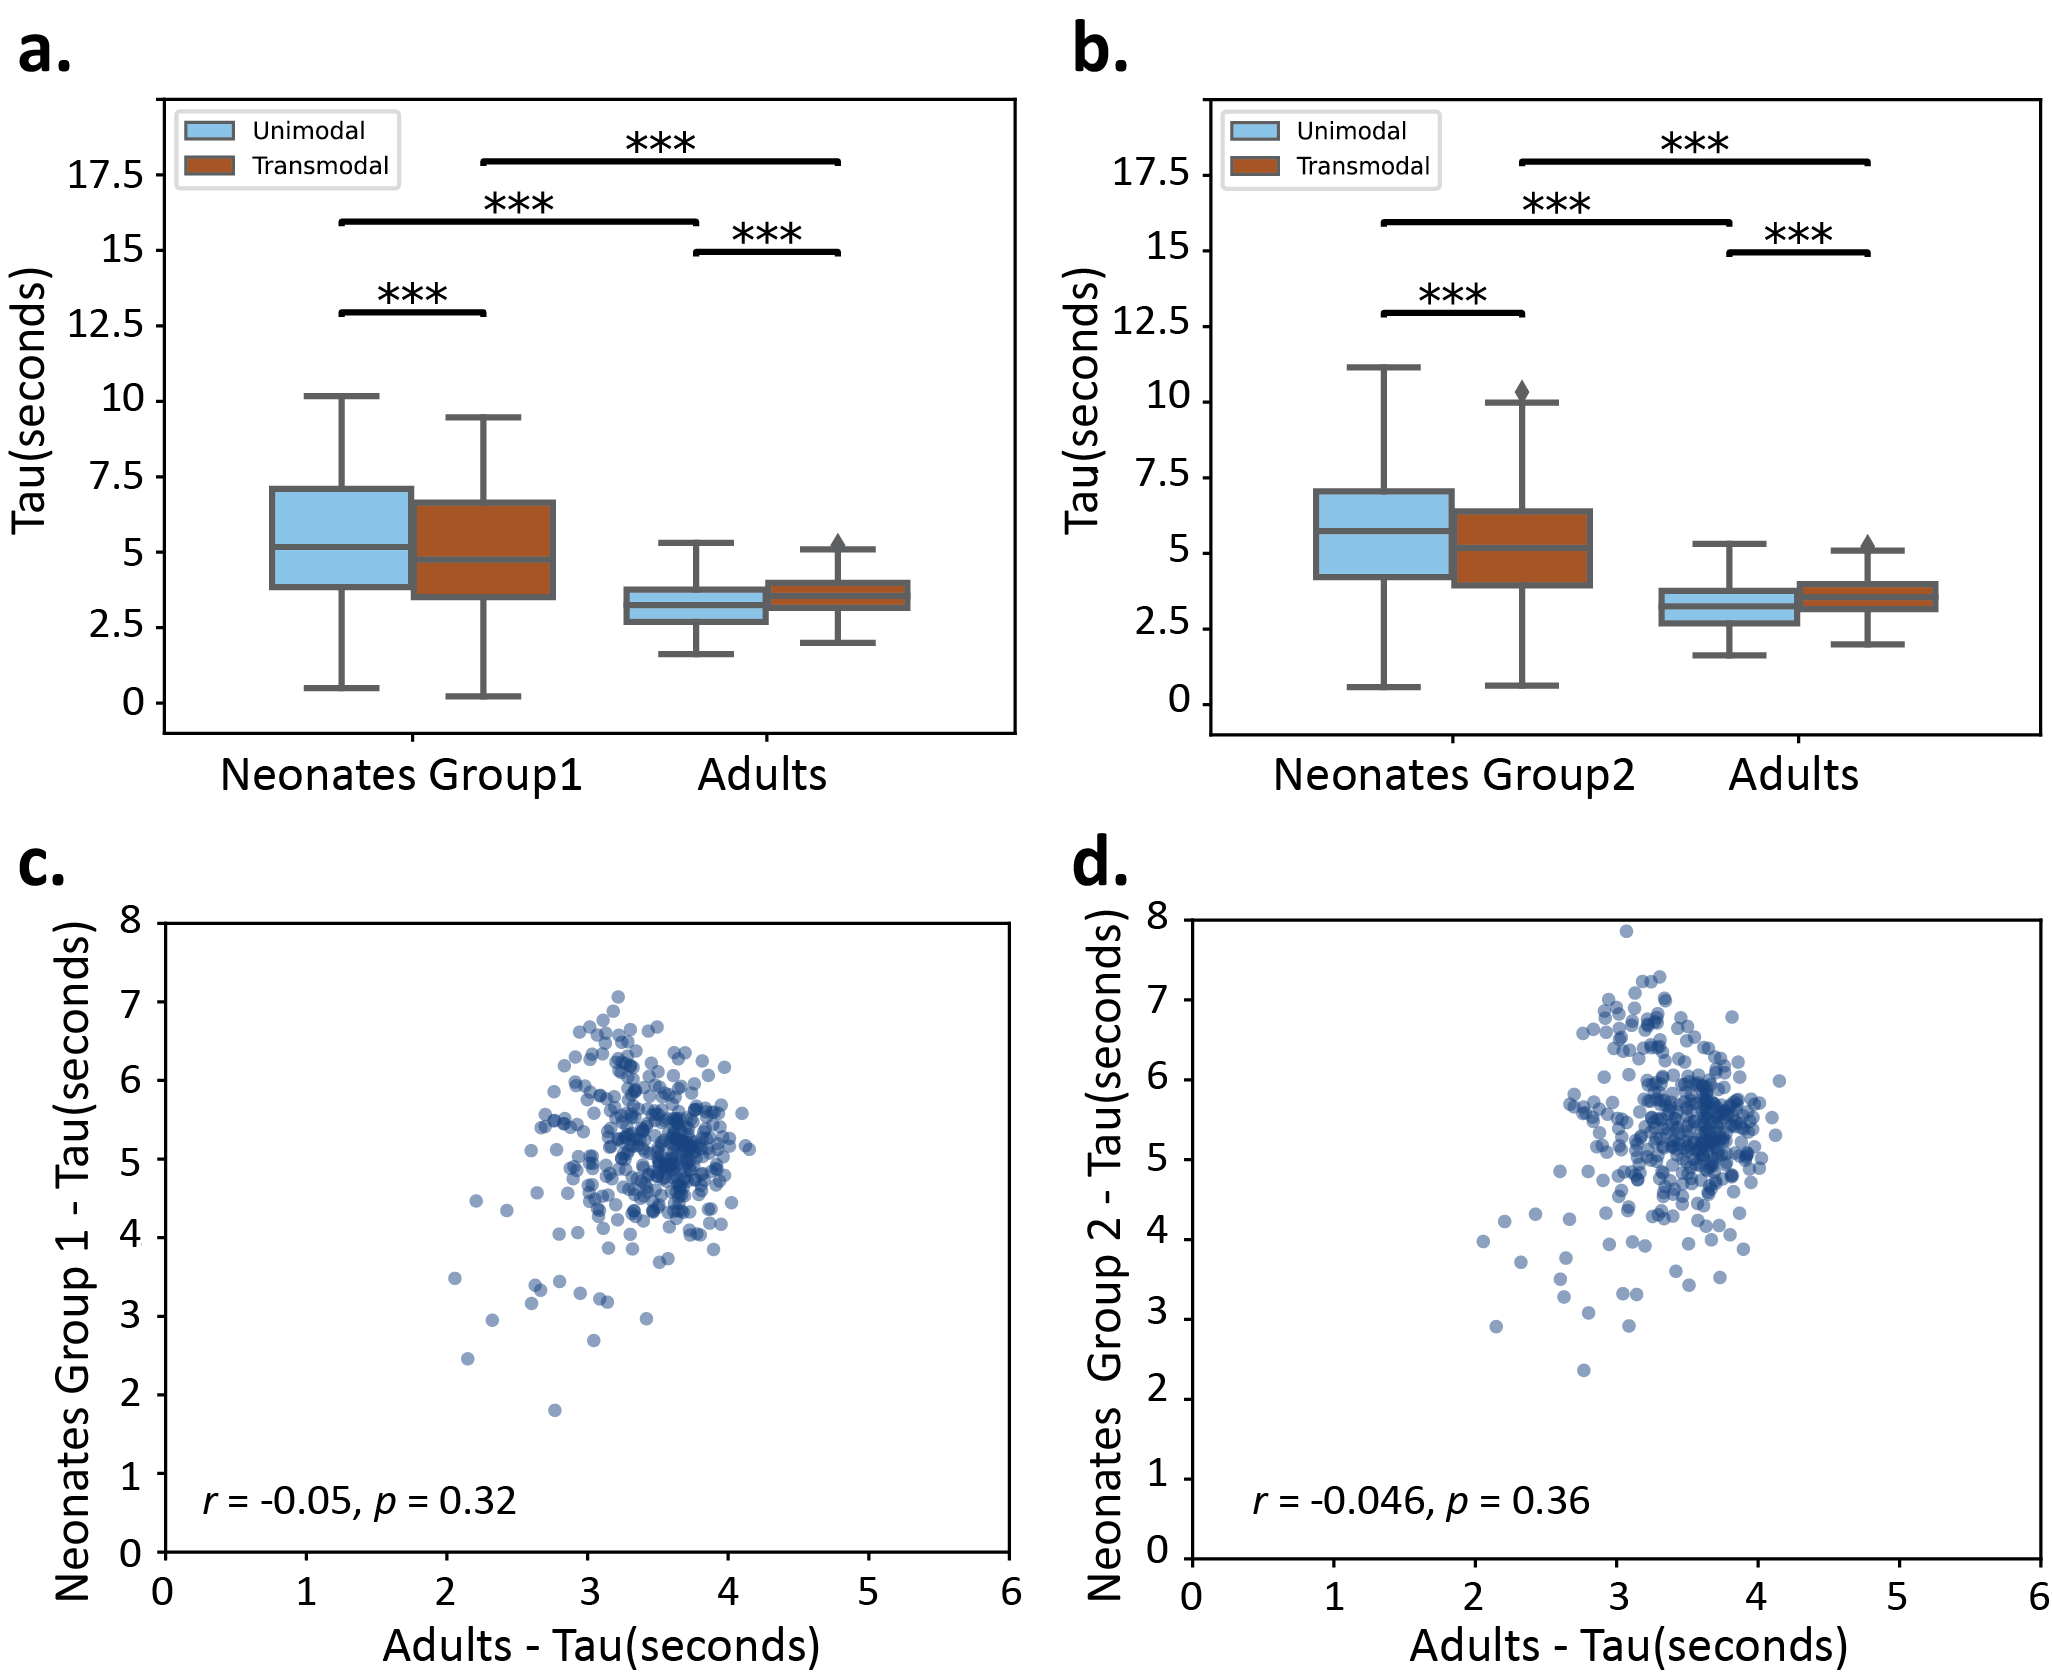 a.
Unimodal
Transmodal
***
***
***
***
17.5
15
12.5
10
7.5
5
2.5
0
Tau(seconds)
Neonates Group1
Adults
b.
Unimodal
Transmodal
***
***
***
***
17.5
15
12.5
10
7.5
5
2.5
0
Tau(seconds)
Neonates Group2
Adults
c.
8
7
6
5
4
3
2
1
0
Neonates Group 1 - Tau(seconds)
r = -0.05, p = 0.32
0 1 2 3 4 5 6
Adults - Tau(seconds)
d.
8
7
6
5
4
3
2
1
0
Neonates Group 2 - Tau(seconds)
r = -0.046, p = 0.36
0 1 2 3 4 5 6
Adults - Tau(seconds)